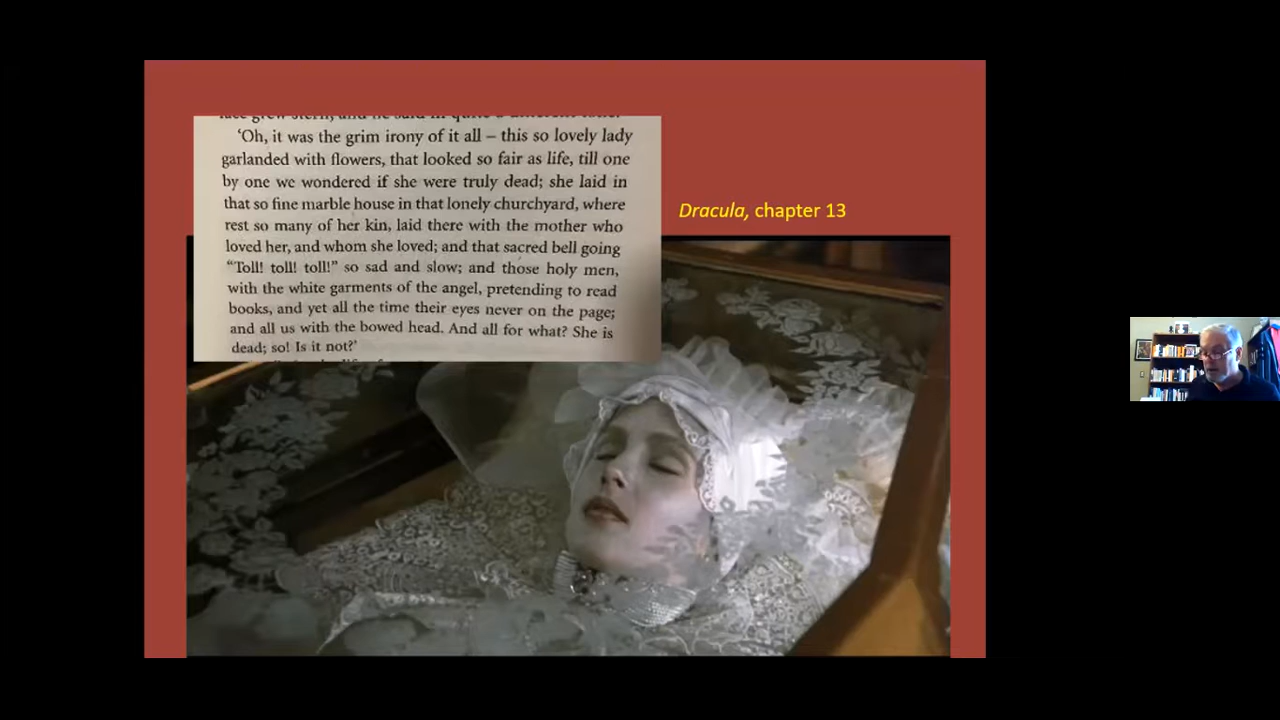 ‘Oh, it was the grim irony of it all – this so lovely lady
garlanded with flowers, that looked so fair as life, till one
by one we wondered if she were truly dead; she laid in
that so fine marble house in that lonely churchyard, where
rest so many of her kin, laid there with the mother who
loved her, and whom she loved; and that sacred bell going
“Toll! toll! toll!” so sad and slow; and those holy men,
with the white garments of the angel, pretending to read
books, and yet all the time their eyes never on the page;
and all us with the bowed head. And all for what? She is
dead; so! Is it not?’
Dracula, chapter 13